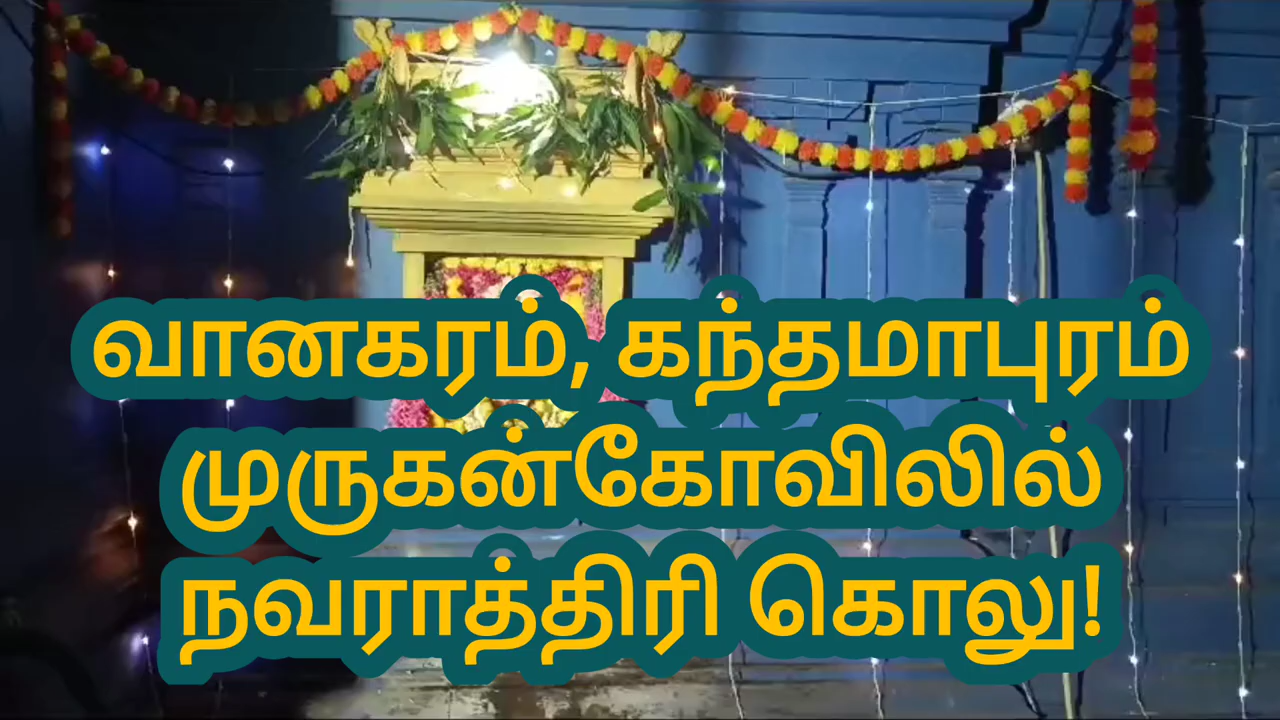 வானகரம், கந்தமாபுரம்
முருகன்கோவிலில்
நவராத்திரி கொலு!